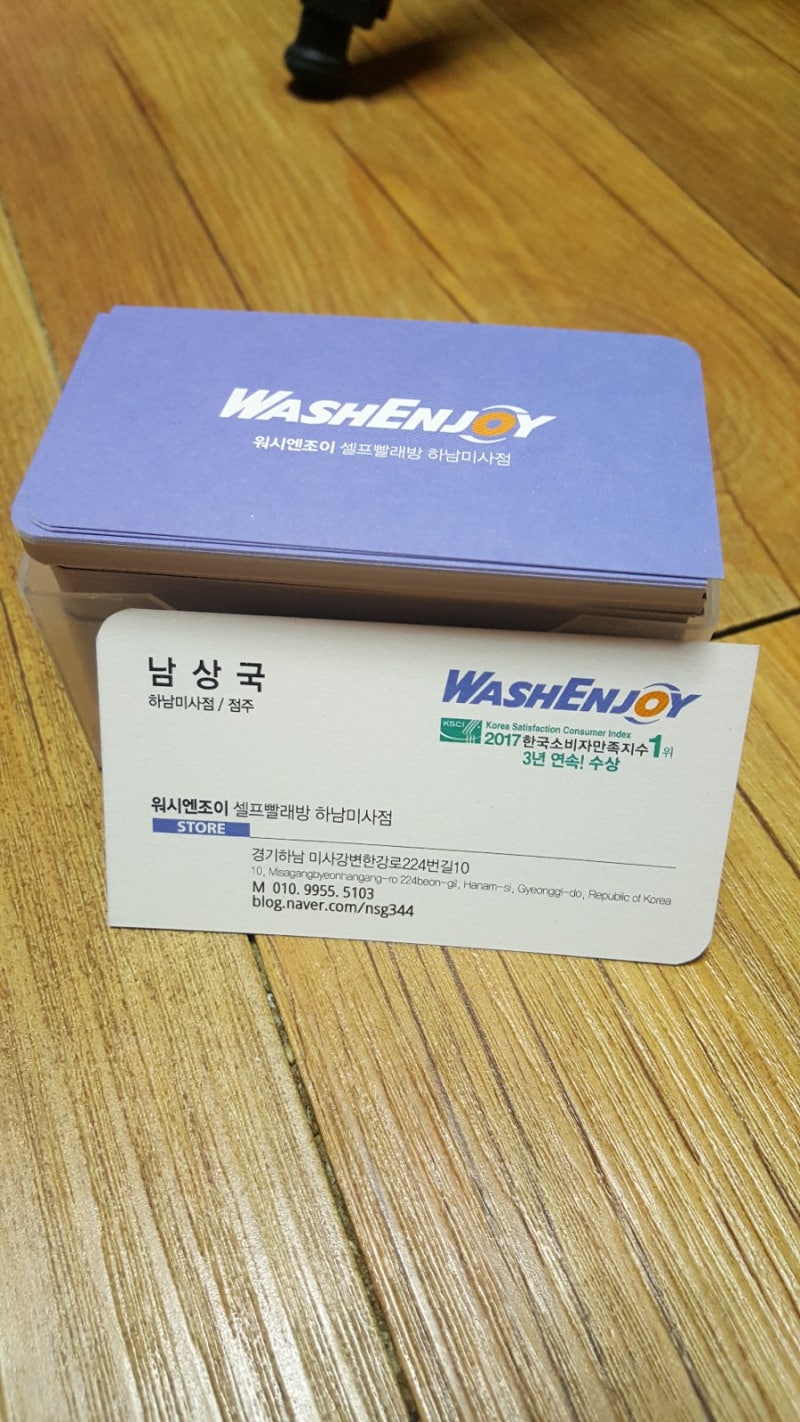 WASHENJOY
워시엔조이 셀프빨래방 하남미사점
남상국
하남미사점 / 점주
WASHENJOY
KSCI Korea Satisfaction Consumer Index
2017 한국소비자만족지수 1위
3년 연속! 수상
워시엔조이 셀프빨래방 하남미사점
STORE
경기하남 미사강변한강로224번길10
10, Misagangbyeonhangang-ro 224beon-gil, Hanam-si, Gyeonggi-do, Republic of Korea
M 010. 9955. 5103
blog.naver.com/nsg344